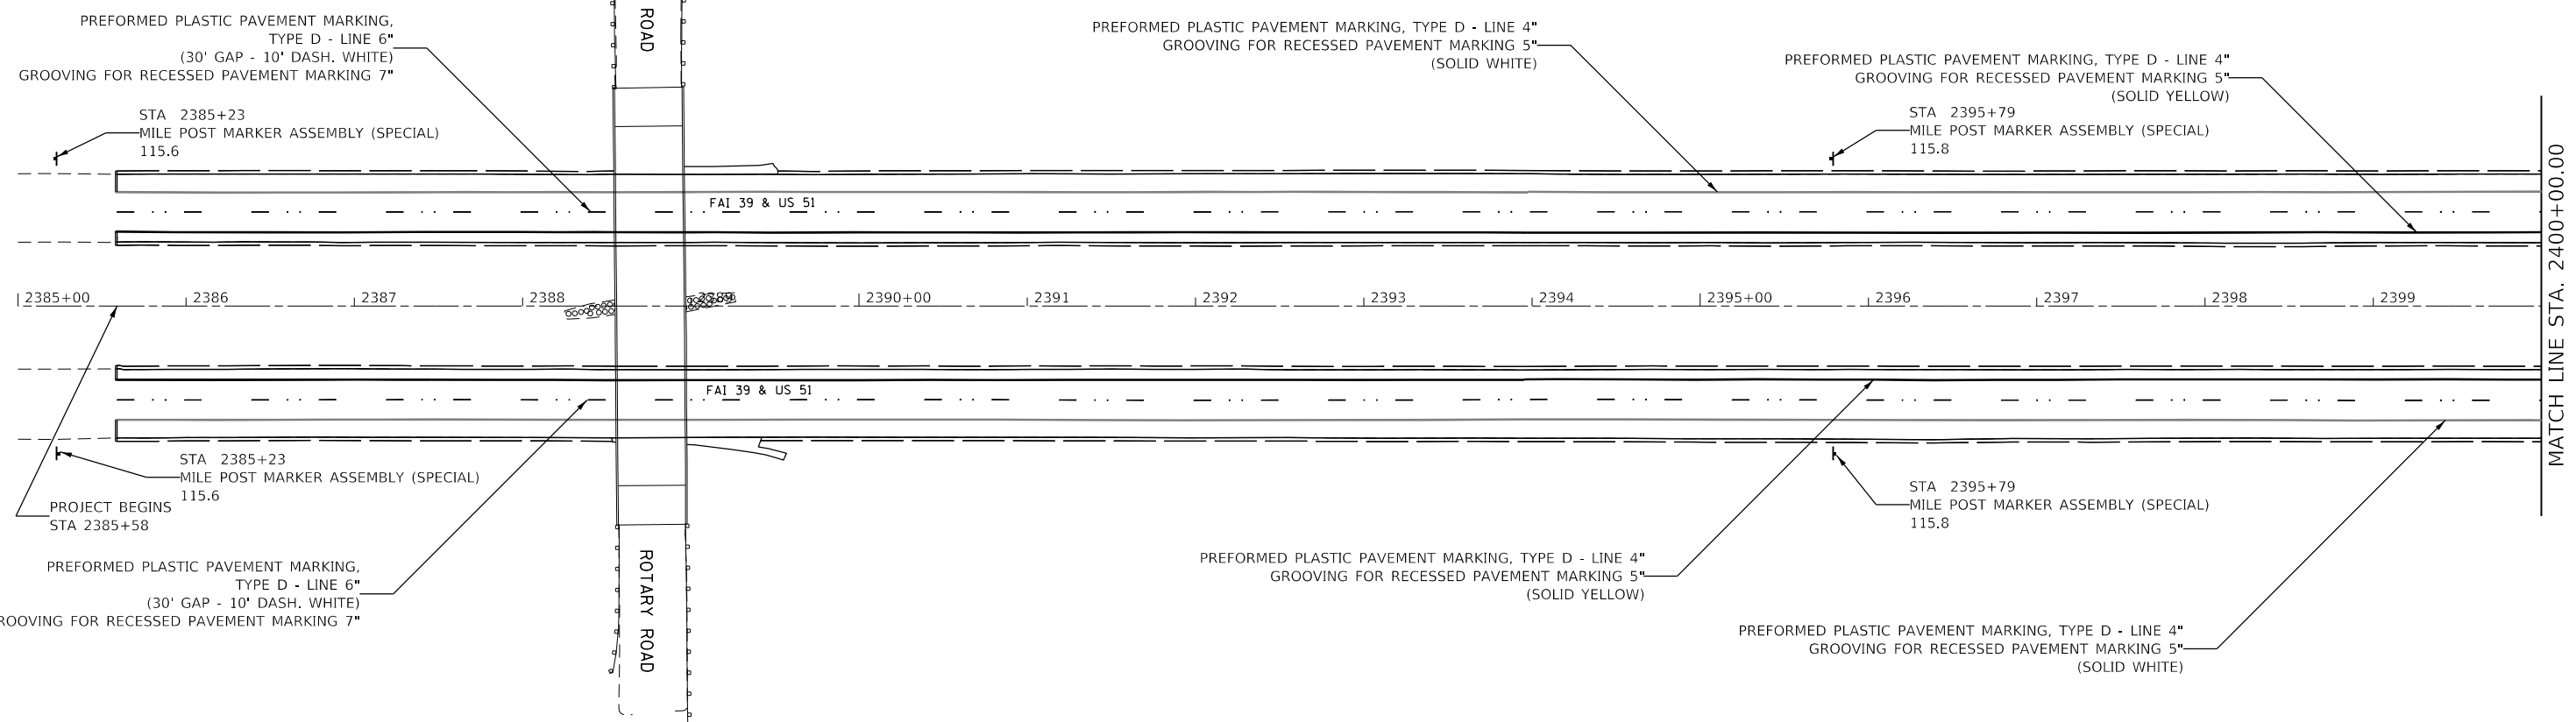 PREFORMED PLASTIC PAVEMENT MARKING,
TYPE D - LINE 6"
(30' GAP - 10' DASH. WHITE)
GROOVING FOR RECESSED PAVEMENT MARKING 7"
ROAD
PREFORMED PLASTIC PAVEMENT MARKING, TYPE D - LINE 4"
GROOVING FOR RECESSED PAVEMENT MARKING 5"
(SOLID WHITE)
PREFORMED PLASTIC PAVEMENT MARKING, TYPE D - LINE 4"
GROOVING FOR RECESSED PAVEMENT MARKING 5"
(SOLID YELLOW)
STA 2385+23
MILE POST MARKER ASSEMBLY (SPECIAL)
115.6
STA 2395+79
MILE POST MARKER ASSEMBLY (SPECIAL)
115.8
FAI 39 & US 51
2385+00 2386 2387 2388 2389 2390+00 2391 2392 2393 2394 2395+00 2396 2397 2398 2399
MATCH LINE STA. 2400+00.00
FAI 39 & US 51
STA 2385+23
MILE POST MARKER ASSEMBLY (SPECIAL)
115.6
PROJECT BEGINS
STA 2385+58
STA 2395+79
MILE POST MARKER ASSEMBLY (SPECIAL)
115.8
PREFORMED PLASTIC PAVEMENT MARKING,
TYPE D - LINE 6"
(30' GAP - 10' DASH. WHITE)
ROOVING FOR RECESSED PAVEMENT MARKING 7"
ROTARY ROAD
PREFORMED PLASTIC PAVEMENT MARKING, TYPE D - LINE 4"
GROOVING FOR RECESSED PAVEMENT MARKING 5"
(SOLID YELLOW)
PREFORMED PLASTIC PAVEMENT MARKING, TYPE D - LINE 4"
GROOVING FOR RECESSED PAVEMENT MARKING 5"
(SOLID WHITE)